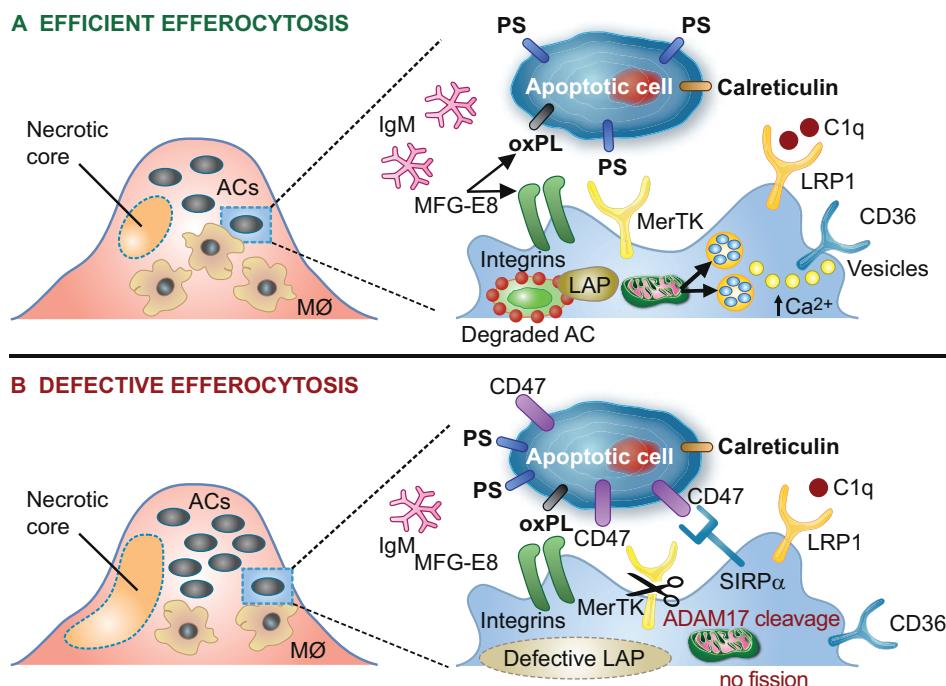 A EFFICIENT EFFEROCYTOSIS
Necrotic
core
ACs
MØ
PS
PS
Apoptotic cell
Calreticulin
IgM
oxPL
PS
C1q
LRP1
MFG-E8
MerTK
CD36
Integrins
LAP
Vesicles
Ca²⁺
Degraded AC
B DEFECTIVE EFFEROCYTOSIS
Necrotic
core
ACs
MØ
CD47
PS
Apoptotic cell
Calreticulin
PS
CD47
C1q
oxPL
CD47
IgM
MFG-E8
LRP1
SIRPα
MerTK
Integrins
ADAM17 cleavage
CD36
Defective LAP
no fission